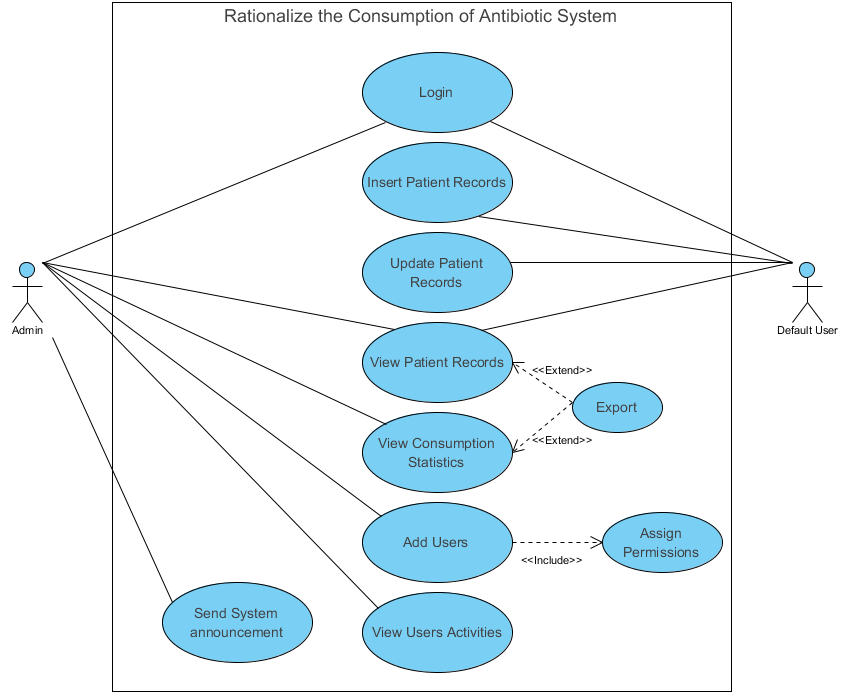 Rationalize the Consumption of Antibiotic System
Login
Insert Patient Records
Update Patient
Records
Admin
Default User
View Patient Records
<<Extend>>
Export
<<Extend>>
View Consumption
Statistics
Add Users
<<Include>>
Assign
Permissions
Send System
announcement
View Users Activities